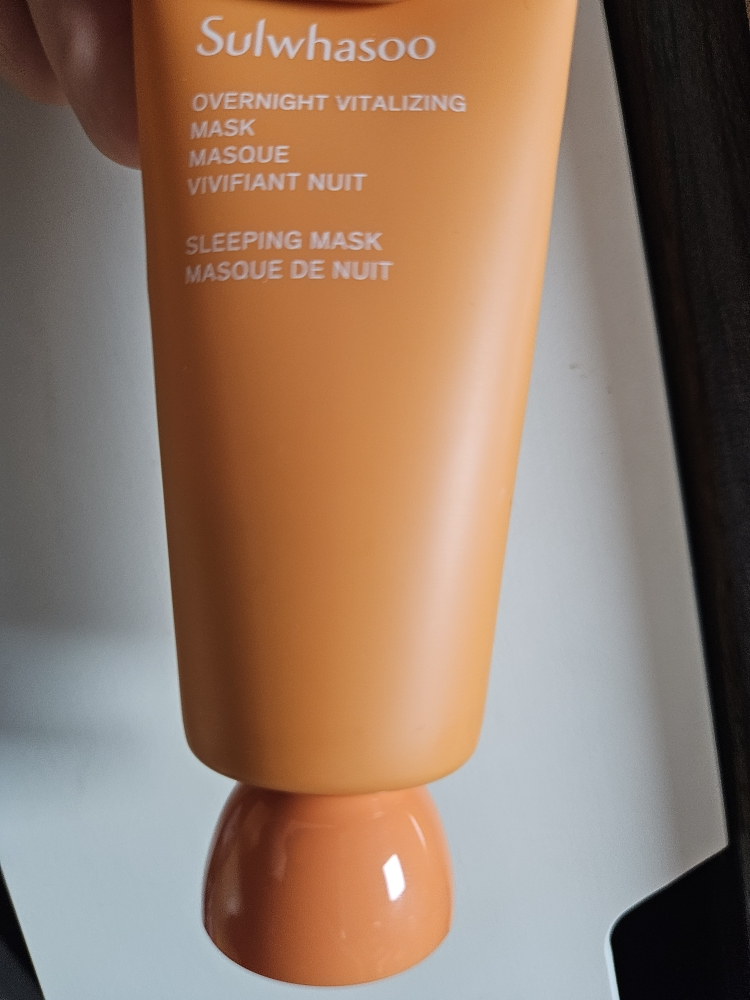 Sulwhasoo
OVERNIGHT VITALIZING
MASK
MASQUE
VIVIFIANT NUIT
SLEEPING MASK
MASQUE DE NUIT